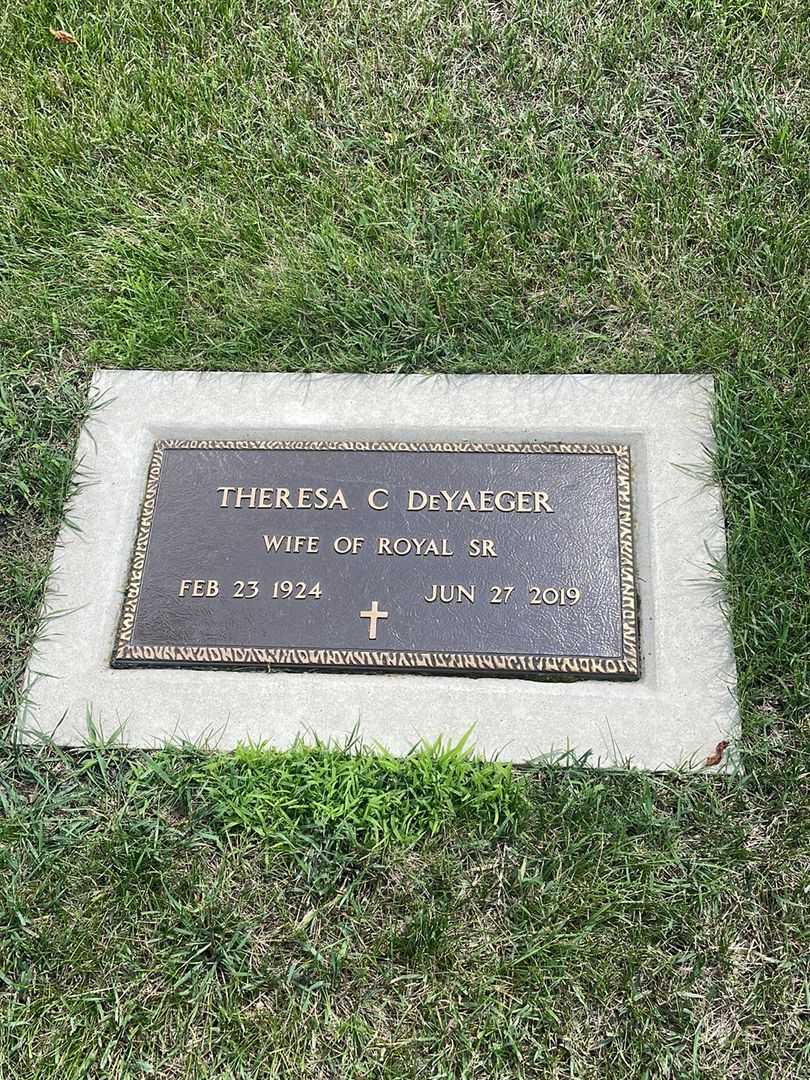 THERESA C DeYAEGER
WIFE OF ROYAL SR
FEB 23 1924 JUN 27 2019